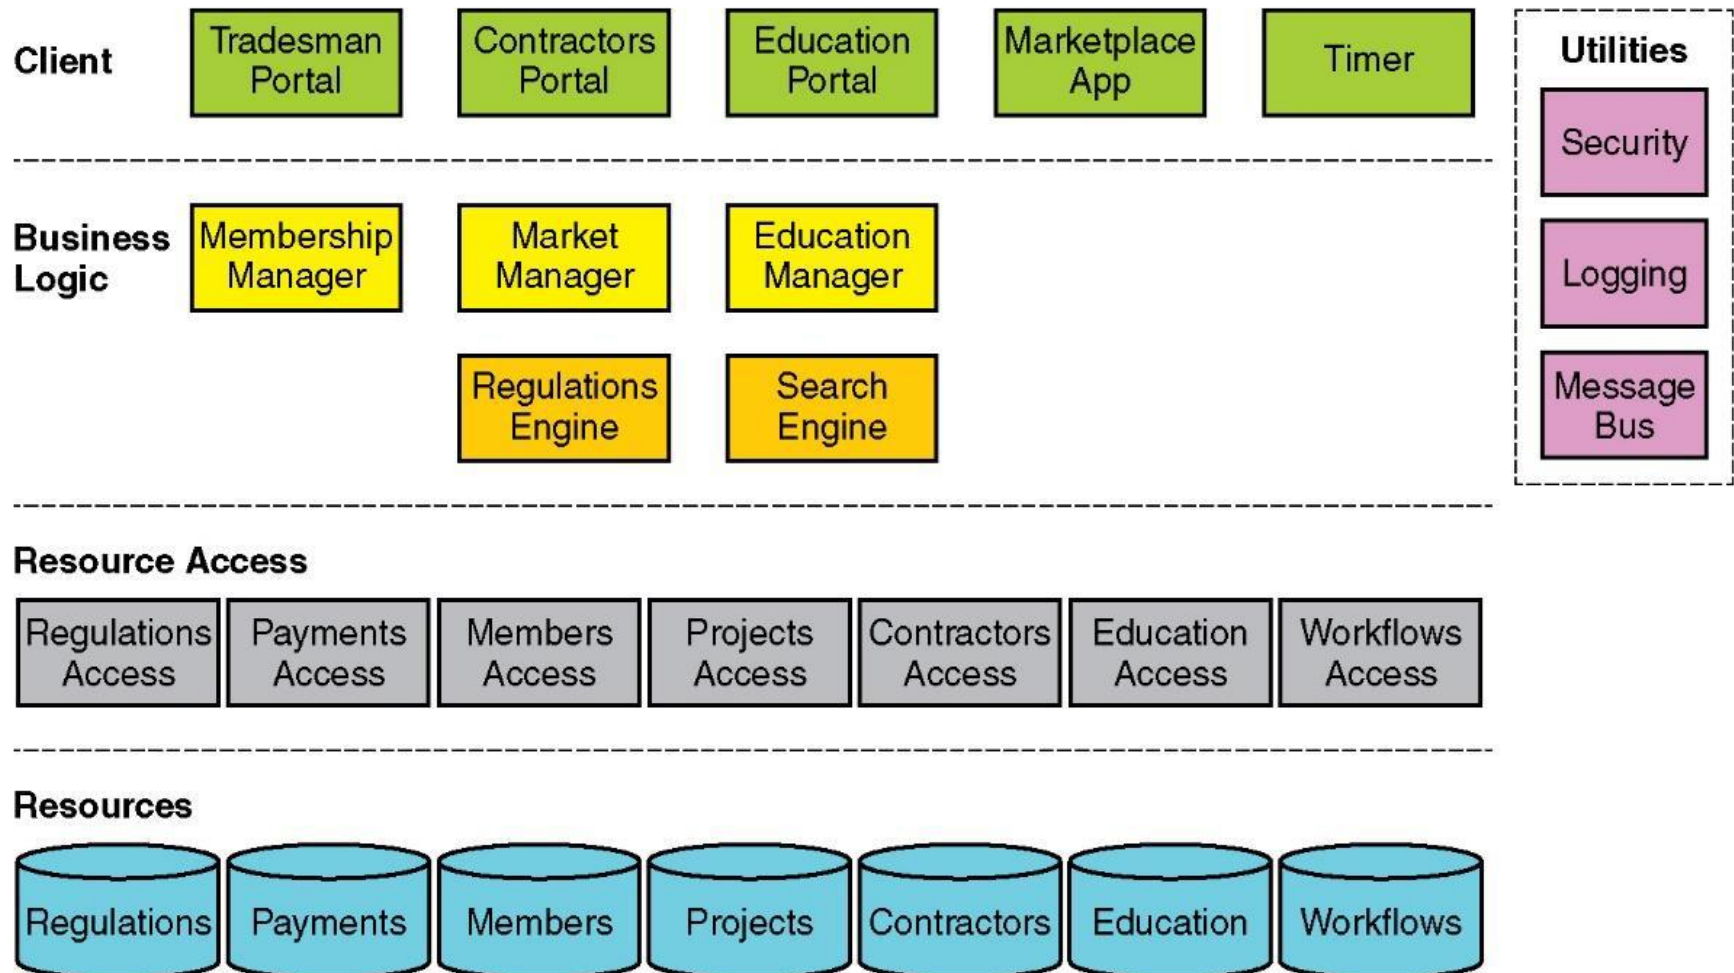 Client
Tradesman
Portal
Contractors
Portal
Education
Portal
Marketplace
App
Timer
Utilities
Security
Logging
Message
Bus
Business
Logic
Membership
Manager
Market
Manager
Education
Manager
Regulations
Engine
Search
Engine
Resource Access
Regulations
Access
Payments
Access
Members
Access
Projects
Access
Contractors
Access
Education
Access
Workflows
Access
Resources
Regulations
Payments
Members
Projects
Contractors
Education
Workflows